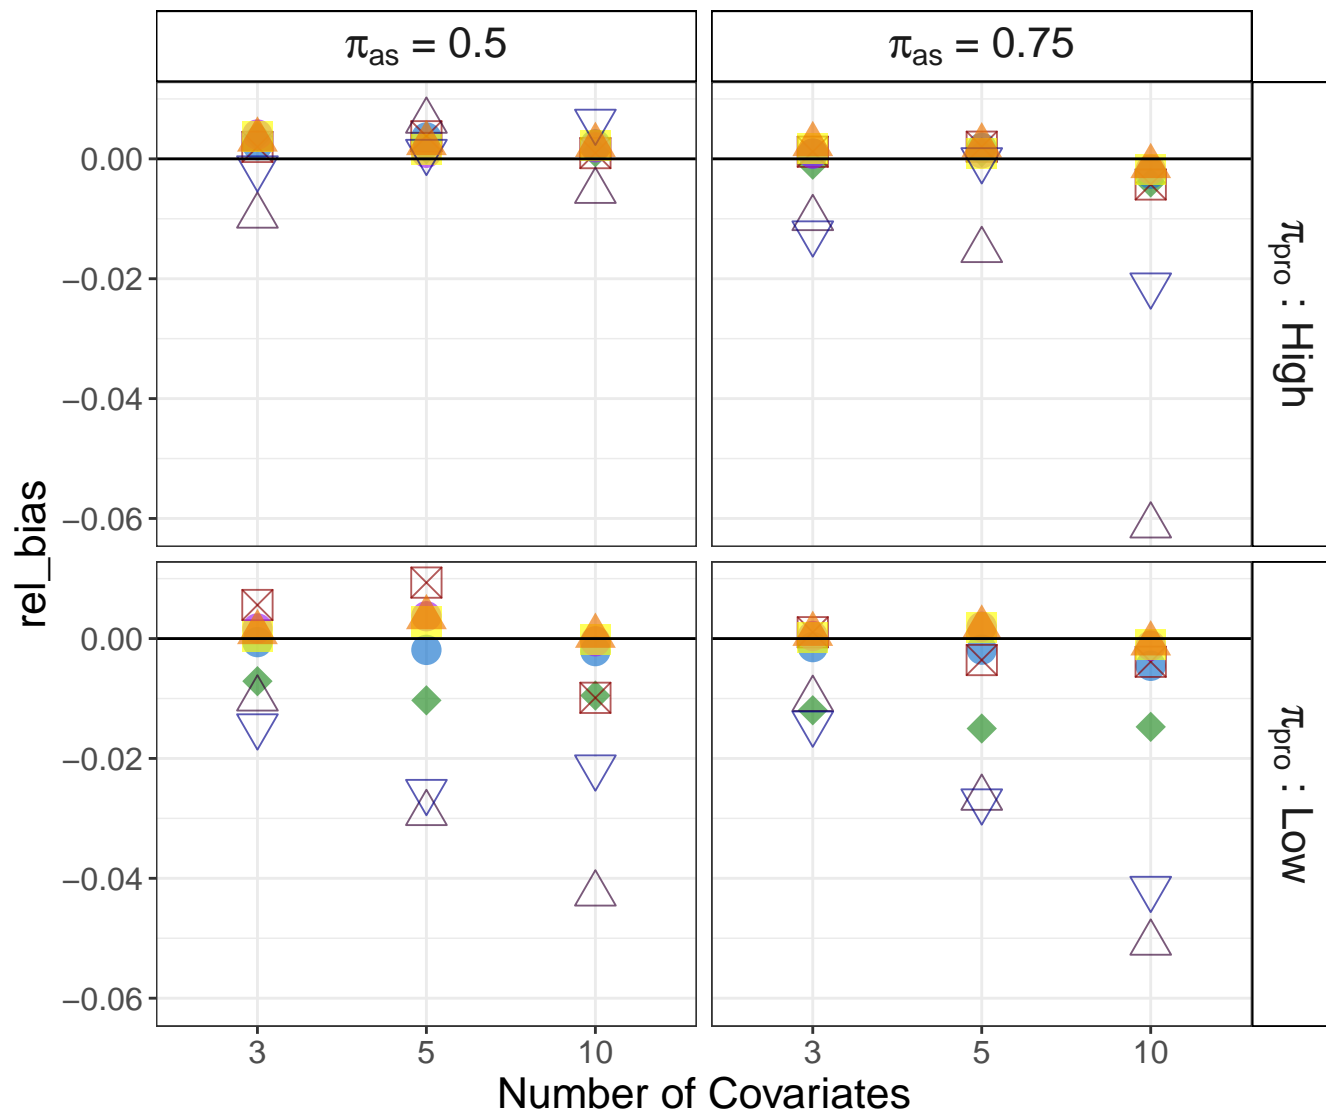 π_as = 0.5
π_as = 0.75
0.00
−0.02
−0.04
−0.06
π_pro : High
rel_bias
0.00
−0.02
−0.04
−0.06
π_pro : Low
3 5 10
3 5 10
Number of Covariates